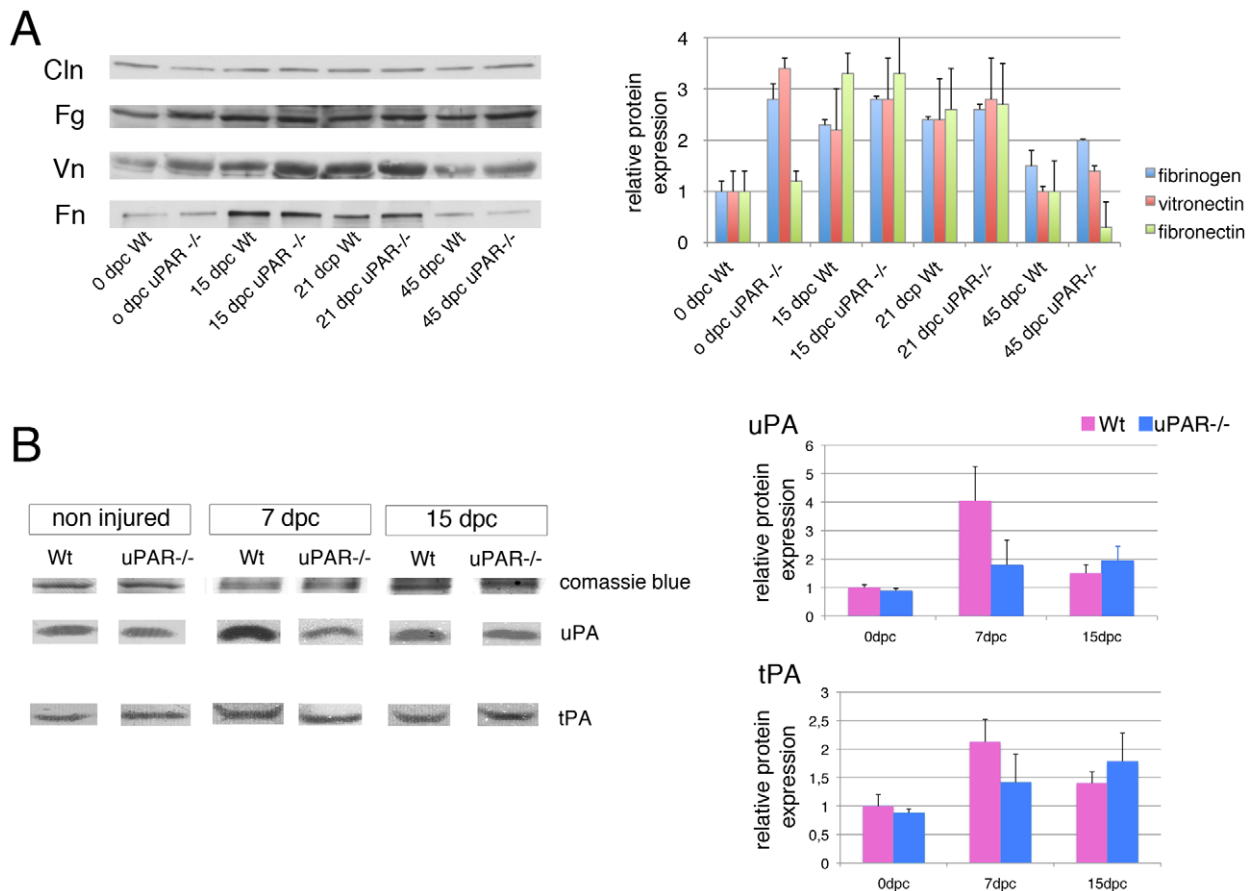 A
Cln
Fg
Vn
Fn
0 dpc Wt
o dpc uPAR -/-
15 dpc Wt
15 dpc uPAR -/-
21 dcp Wt
21 dpc uPAR-/-
45 dpc Wt
45 dpc uPAR-/-
relative protein
expression
4
3
2
1
0
0 dpc Wt
o dpc uPAR -/-
15 dpc Wt
15 dpc uPAR -/-
21 dcp Wt
21 dpc uPAR-/-
45 dpc Wt
45 dpc uPAR-/-
fibrinogen
vitronectin
fibronectin
B
non injured 7 dpc 15 dpc
Wt uPAR-/- Wt uPAR-/- Wt uPAR-/-
comassie blue
uPA
tPA
uPA
Wt uPAR-/-
relative protein
expression
6
5
4
3
2
1
0
0dpc 7dpc 15dpc
tPA
relative protein
expression
3
2,5
2
1,5
1
0,5
0
0dpc 7dpc 15dpc